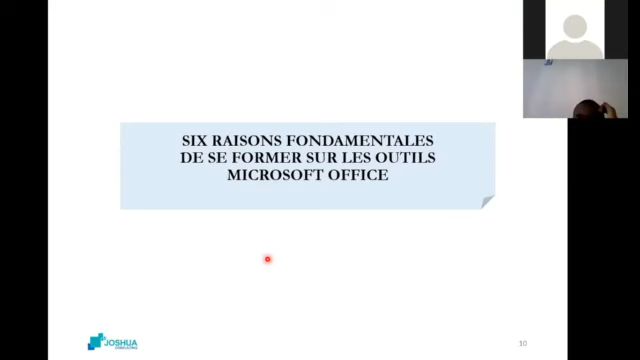 SIX RAISONS FONDAMENTALES
DE SE FORMER SUR LES OUTILS
MICROSOFT OFFICE
JOSHUA
10